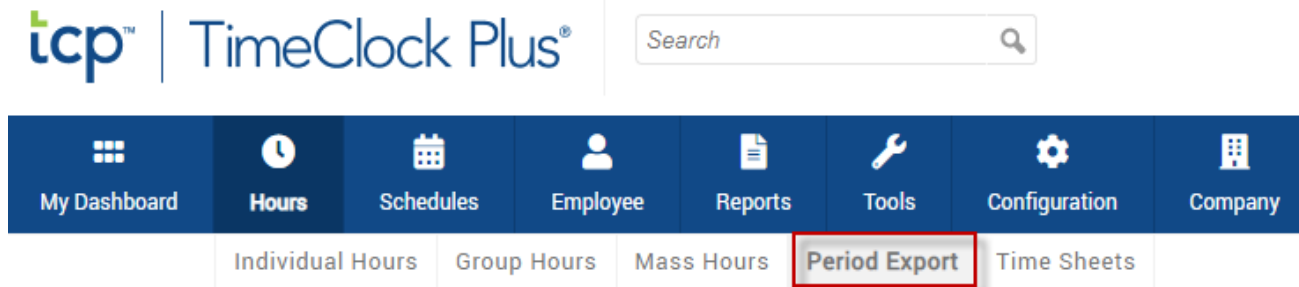 tcp™ TimeClock Plus® Search
My Dashboard Hours Schedules Employee Reports Tools Configuration Company
Individual Hours Group Hours Mass Hours Period Export Time Sheets